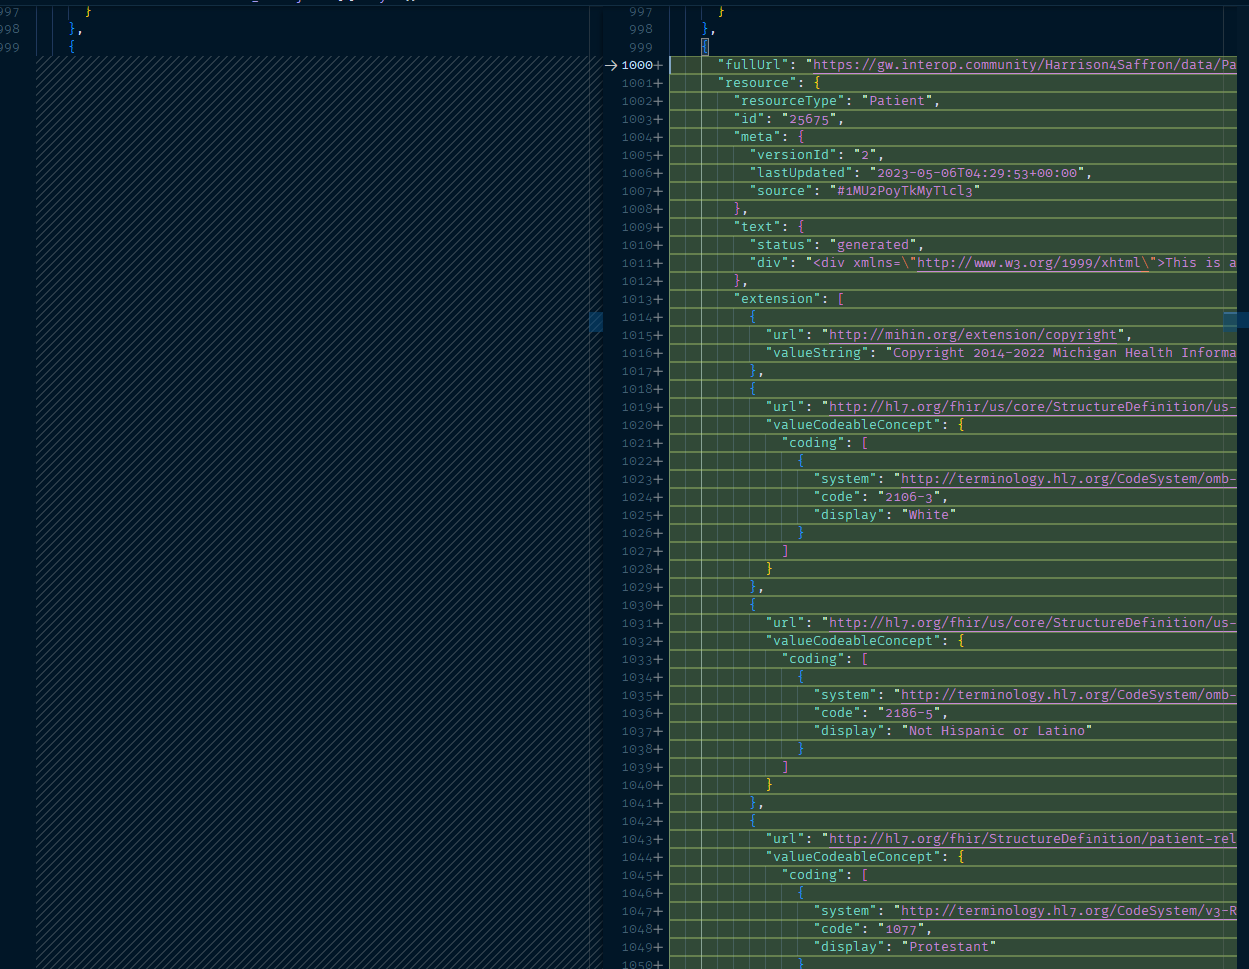 997 } 997 }
998 }, 998 },
999 { 999 {
1000+ "fullUrl": "https://gw.interop.community/Harrison4Saffron/data/Pa
1001+ "resource": {
1002+ "resourceType": "Patient",
1003+ "id": "25675",
1004+ "meta": {
1005+ "versionId": "2",
1006+ "lastUpdated": "2023-05-06T04:29:53+00:00",
1007+ "source": "#1MU2PoyTkMyTlcl3"
1008+ },
1009+ "text": {
1010+ "status": "generated",
1011+ "div": "<div xmlns=\"http://www.w3.org/1999/xhtml\">This is a
1012+ },
1013+ "extension": [
1014+ {
1015+ "url": "http://mihin.org/extension/copyright",
1016+ "valueString": "Copyright 2014-2022 Michigan Health Informa
1017+ },
1018+ {
1019+ "url": "http://hl7.org/fhir/us/core/StructureDefinition/us-
1020+ "valueCodeableConcept": {
1021+ "coding": [
1022+ {
1023+ "system": "http://terminology.hl7.org/CodeSystem/omb-
1024+ "code": "2106-3",
1025+ "display": "White"
1026+ }
1027+ ]
1028+ }
1029+ },
1030+ {
1031+ "url": "http://hl7.org/fhir/us/core/StructureDefinition/us-
1032+ "valueCodeableConcept": {
1033+ "coding": [
1034+ {
1035+ "system": "http://terminology.hl7.org/CodeSystem/omb-
1036+ "code": "2186-5",
1037+ "display": "Not Hispanic or Latino"
1038+ }
1039+ ]
1040+ }
1041+ },
1042+ {
1043+ "url": "http://hl7.org/fhir/StructureDefinition/patient-rel
1044+ "valueCodeableConcept": {
1045+ "coding": [
1046+ {
1047+ "system": "http://terminology.hl7.org/CodeSystem/v3-R
1048+ "code": "1077",
1049+ "display": "Protestant"
1050+ }